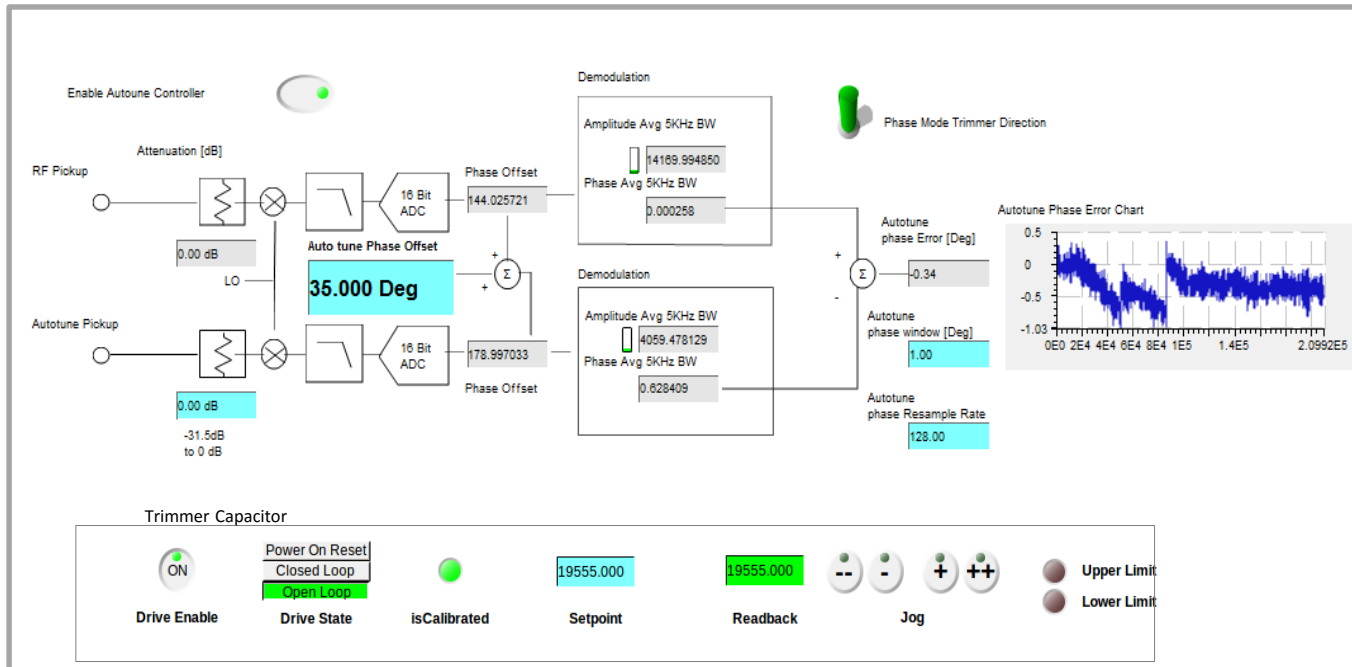 Demodulation
Enable Autoune Controller
Amplitude Avg 5KHz BW
Phase Mode Trimmer Direction
Attenuation [dB]
14169.994850
RF Pickup
Phase Offset
Phase Avg 5KHz BW
16 Bit
ADC
144.025721
0.000258
Autotune
phase Error [Deg]
Autotune Phase Error Chart
0.5
0
-0.5
-1.03
0E0 2E4 4E4 6E4 8E4 1E5 1.4E5 2.0992E5
0.00 dB
Auto tune Phase Offset
+
Σ
+
35.000 Deg
LO
Demodulation
+
Σ
-
-0.34
Autotune Pickup
Amplitude Avg 5KHz BW
4059.478129
Autotune
phase window [Deg]
1.00
16 Bit
ADC
178.997033
Phase Avg 5KHz BW
0.628409
Phase Offset
0.00 dB
Autotune
phase Resample Rate
128.00
-31.5dB
to 0 dB
Trimmer Capacitor
ON
Power On Reset
Closed Loop
Open Loop
19555.000
19555.000
-- - + ++
Upper Limit
Lower Limit
Drive Enable
Drive State
isCalibrated
Setpoint
Readback
Jog